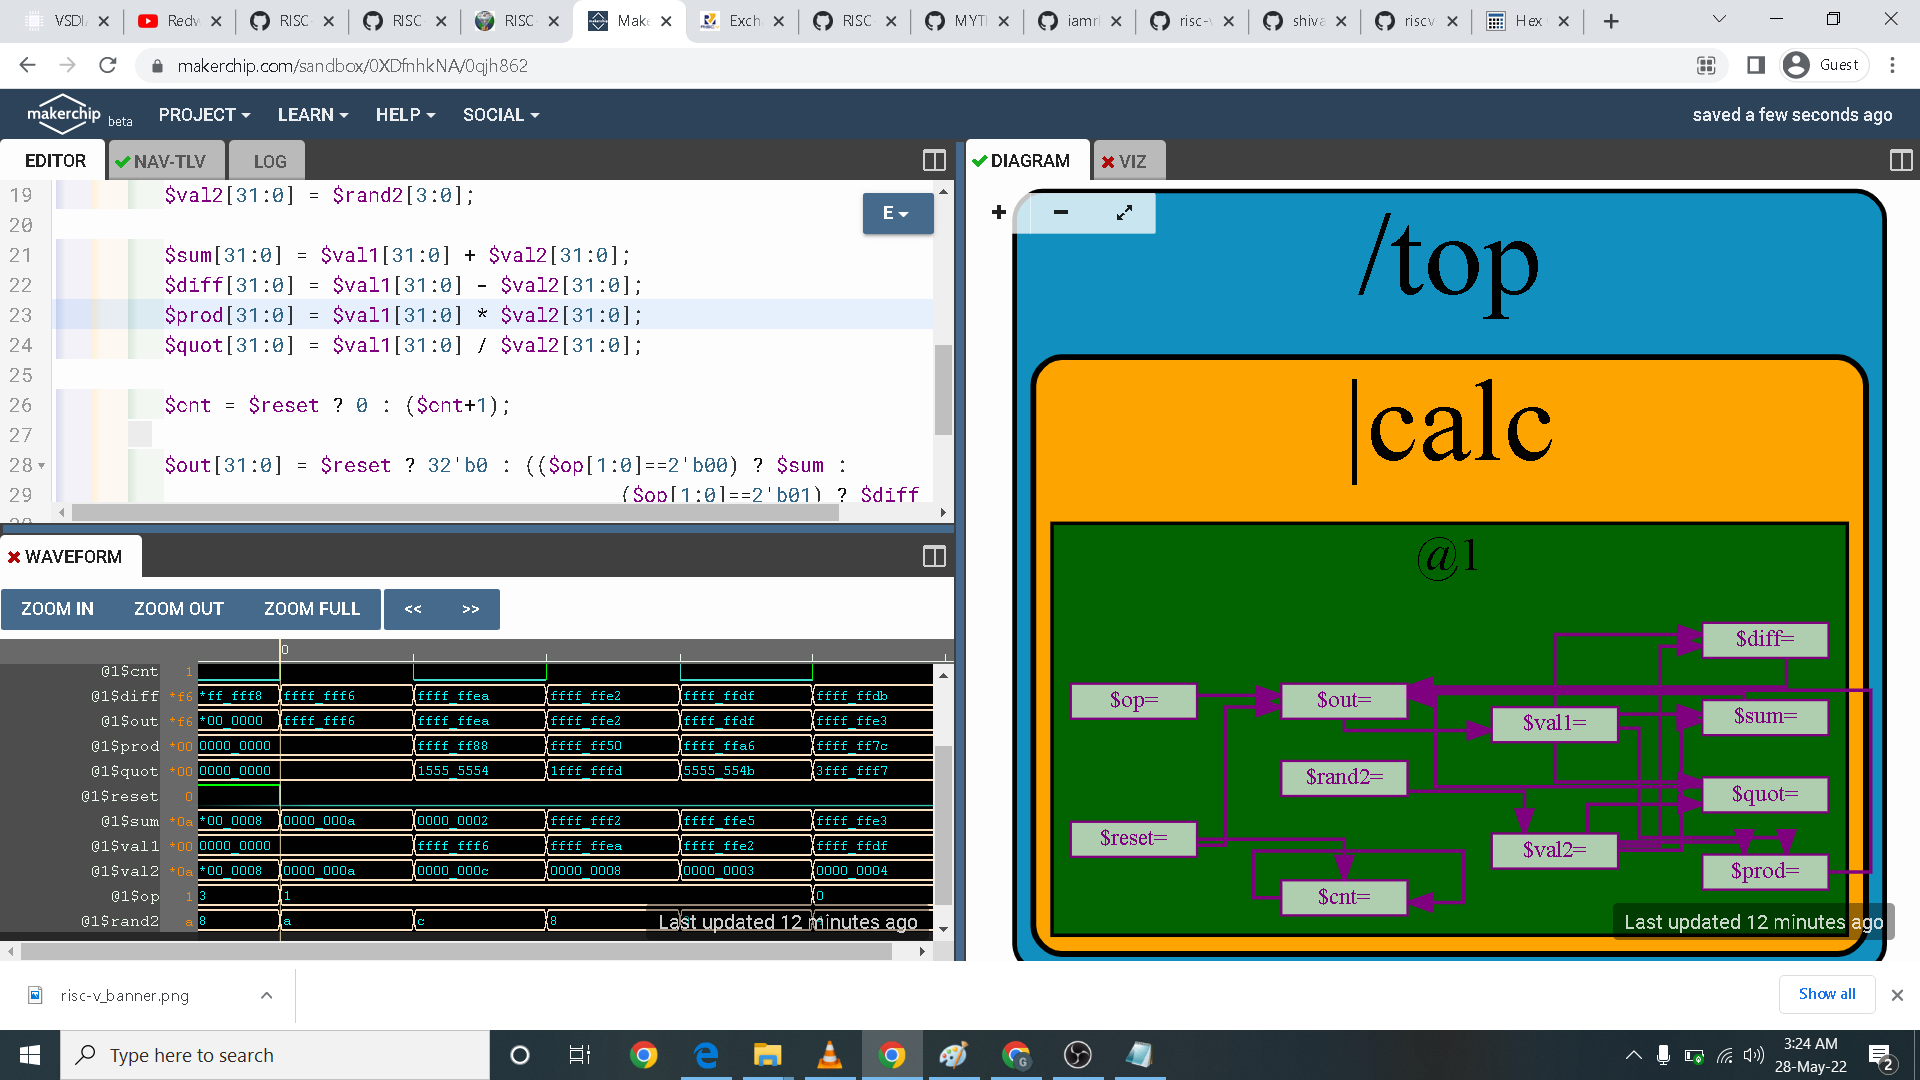 VSDI
Redw
RISC-
RISC-
RISC-
Make
Exch
RISC-
MYTH
iamrl
risc-v
shiva
riscv
Hex
makerchip.com/sandbox/0XDfnhkNA/0qjh862
Guest
makerchip beta
PROJECT
LEARN
HELP
SOCIAL
saved a few seconds ago
EDITOR
NAV-TLV
LOG
DIAGRAM
VIZ
E
19 $val2[31:0] = $rand2[3:0];
20
21 $sum[31:0] = $val1[31:0] + $val2[31:0];
22 $diff[31:0] = $val1[31:0] - $val2[31:0];
23 $prod[31:0] = $val1[31:0] * $val2[31:0];
24 $quot[31:0] = $val1[31:0] / $val2[31:0];
25
26 $cnt = $reset ? 0 : ($cnt+1);
27
28 $out[31:0] = $reset ? 32'b0 : (($op[1:0]==2'b00) ? $sum :
29 ($op[1:0]==2'b01) ? $diff
WAVEFORM
ZOOM IN
ZOOM OUT
ZOOM FULL
<<
>>
0
@1$cnt 1
@1$diff *f6 *ff_fff8 ffff_fff6 ffff_ffea ffff_ffe2 ffff_ffdf ffff_ffdb
@1$out *f6 *00_0000 ffff_fff6 ffff_ffea ffff_ffe2 ffff_ffdf ffff_ffe3
@1$prod *00 0000_0000 ffff_ff88 ffff_ff50 ffff_ffa6 ffff_ff7c
@1$quot *00 0000_0000 1555_5554 1fff_fffd 5555_554b 3fff_fff7
@1$reset 0
@1$sum *0a *00_0008 0000_000a 0000_0002 ffff_fff2 ffff_ffe5 ffff_ffe3
@1$val1 *00 0000_0000 ffff_fff6 ffff_ffea ffff_ffe2 ffff_ffdf
@1$val2 *0a *00_0008 0000_000a 0000_000c 0000_0008 0000_0003 0000_0004
@1$op 1 3 1 0
@1$rand2 a 8 a c 8
Last updated 12 minutes ago
/top
|calc
@1
$diff=
$op=
$out=
$val1=
$sum=
$rand2=
$quot=
$reset=
$val2=
$prod=
$cnt=
Last updated 12 minutes ago
risc-v_banner.png
Show all
Type here to search
3:24 AM
28-May-22
2